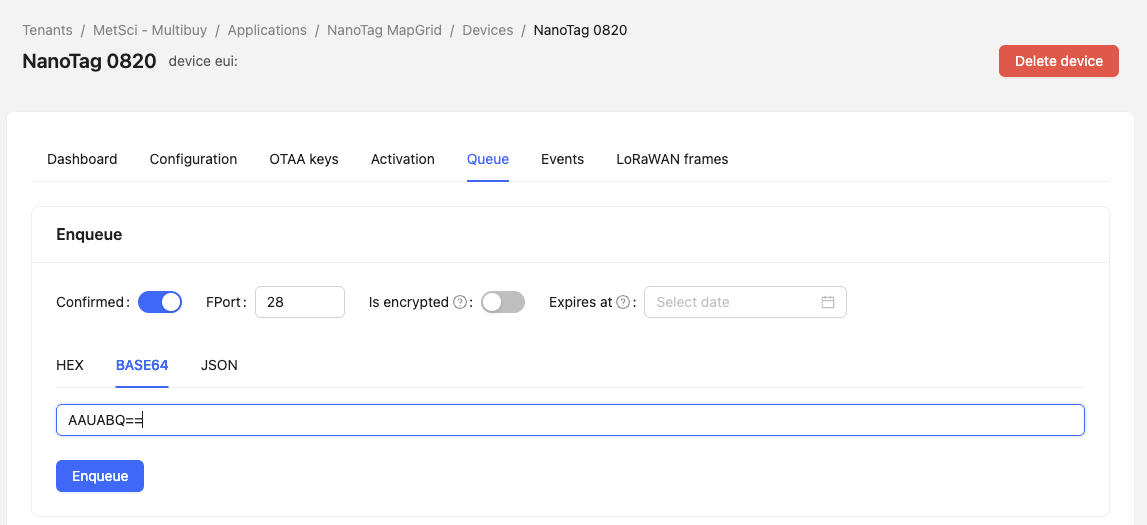 Tenants / MetSci - Multibuy / Applications / NanoTag MapGrid / Devices / NanoTag 0820
NanoTag 0820 device eui:
Delete device
Dashboard Configuration OTAA keys Activation Queue Events LoRaWAN frames
Enqueue
Confirmed : FPort : 28 Is encrypted ? : Expires at ? : Select date
HEX BASE64 JSON
AAUABQ==
Enqueue